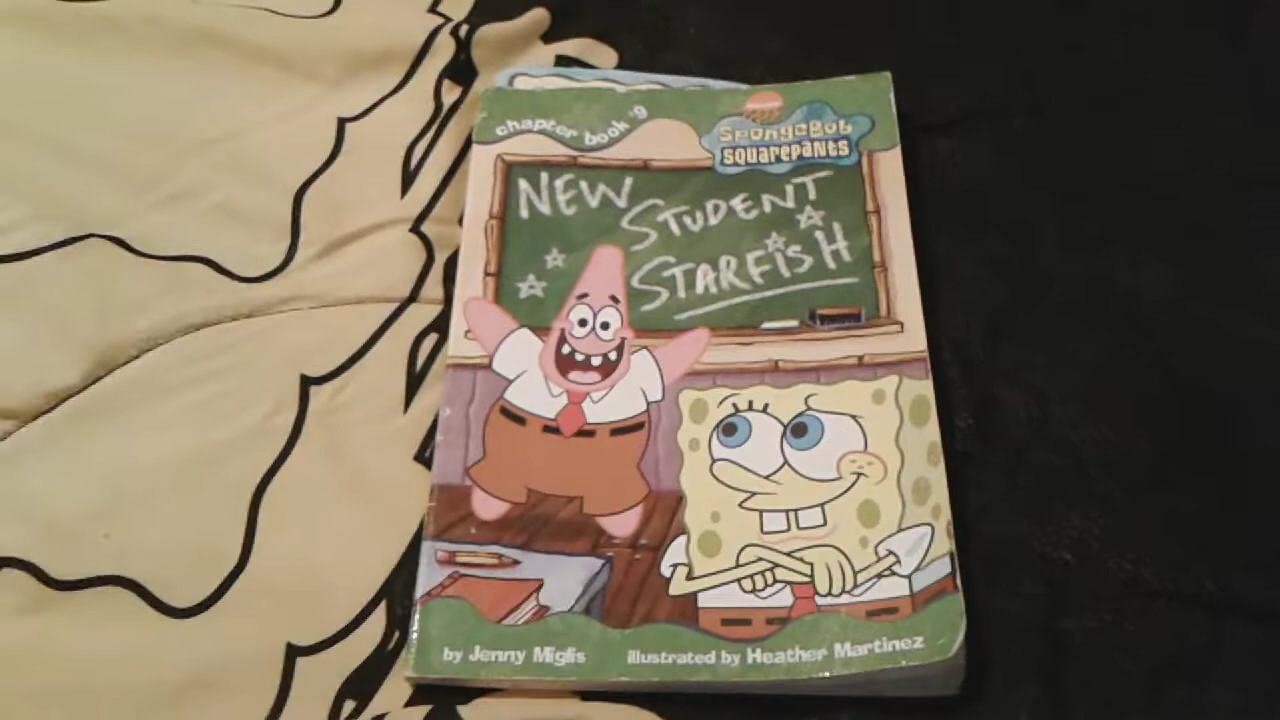 chapter book 9
SpongeBob
SQUAREPANTS
NEW
STUDENT
STARFISH
by Jenny Miglis
illustrated by Heather Martinez